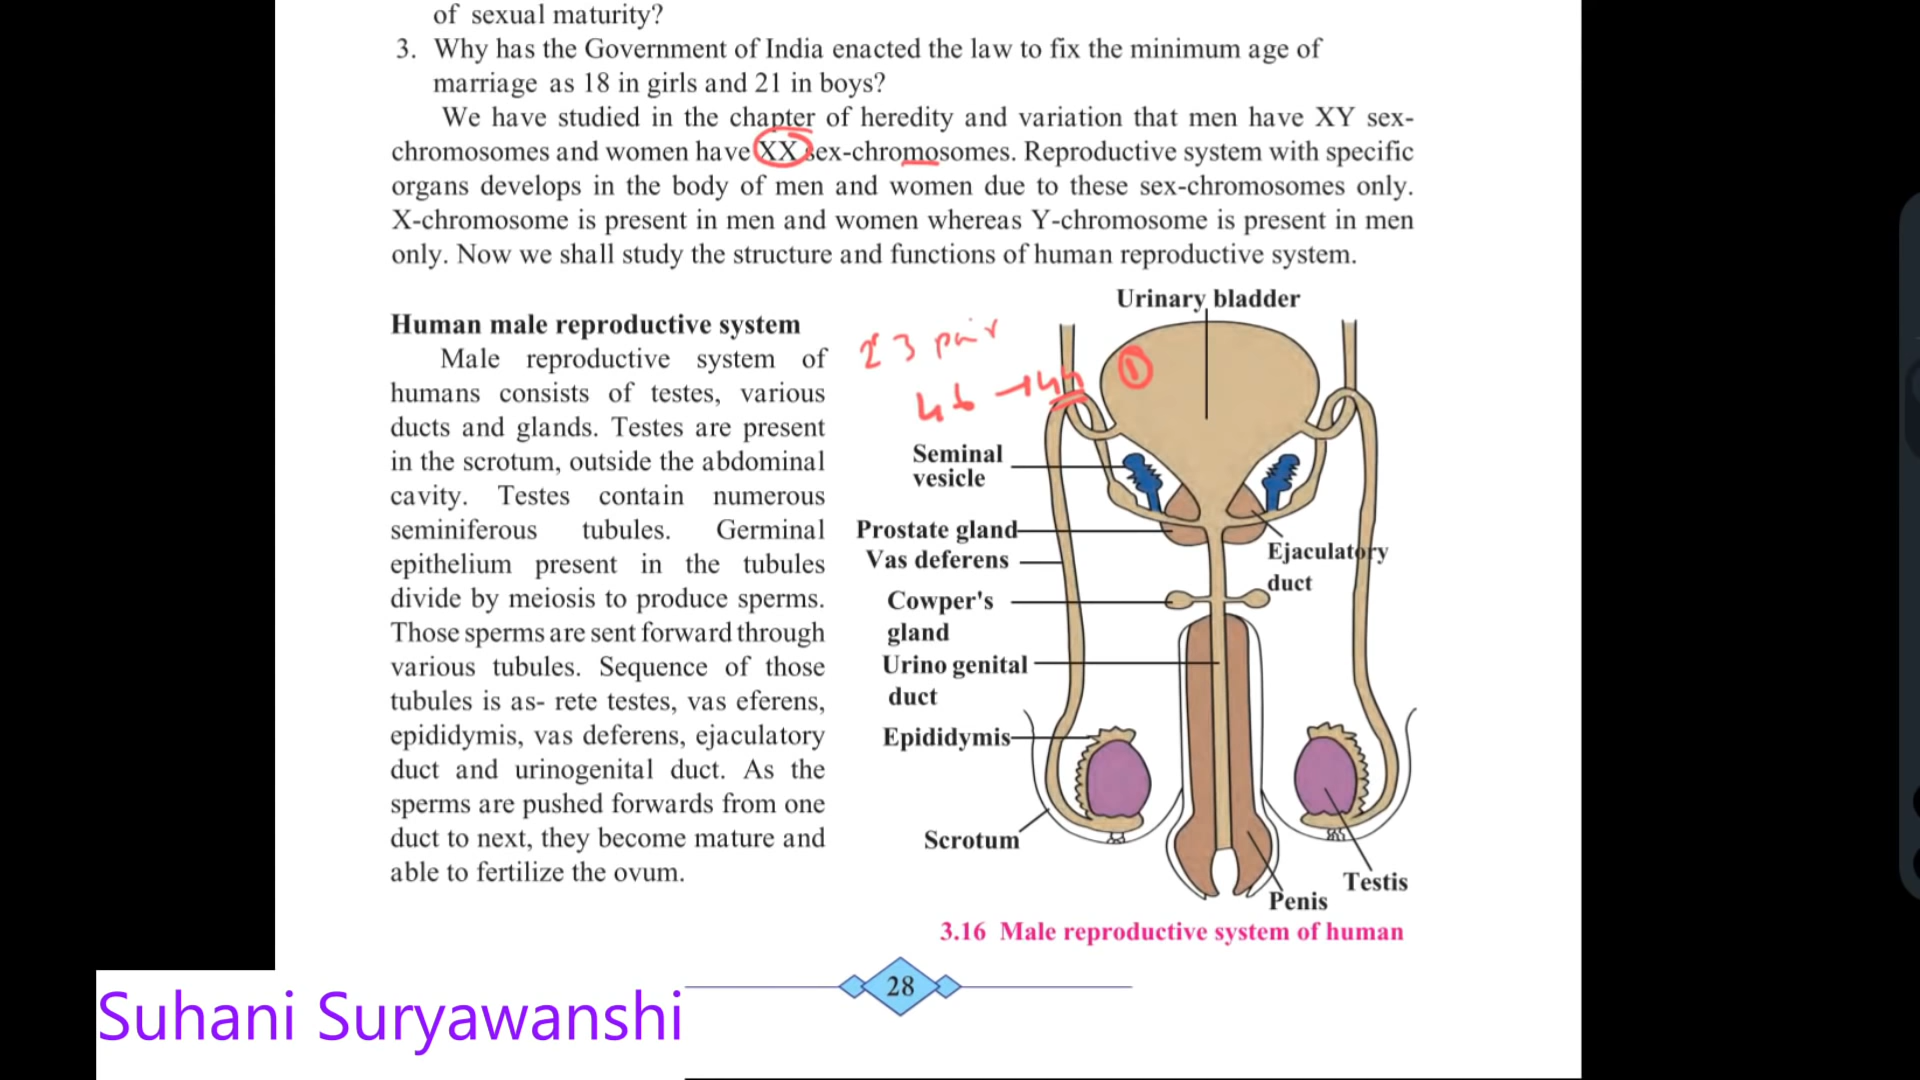 of sexual maturity?
3. Why has the Government of India enacted the law to fix the minimum age of
marriage as 18 in girls and 21 in boys?
We have studied in the chapter of heredity and variation that men have XY sex-
chromosomes and women have XX sex-chromosomes. Reproductive system with specific
organs develops in the body of men and women due to these sex-chromosomes only.
X-chromosome is present in men and women whereas Y-chromosome is present in men
only. Now we shall study the structure and functions of human reproductive system.
Human male reproductive system
Male reproductive system of
humans consists of testes, various
ducts and glands. Testes are present
in the scrotum, outside the abdominal
cavity. Testes contain numerous
seminiferous tubules. Germinal
epithelium present in the tubules
divide by meiosis to produce sperms.
Those sperms are sent forward through
various tubules. Sequence of those
tubules is as- rete testes, vas eferens,
epididymis, vas deferens, ejaculatory
duct and urinogenital duct. As the
sperms are pushed forwards from one
duct to next, they become mature and
able to fertilize the ovum.
23 pair
46 → 44 1
Urinary bladder
Seminal
vesicle
Prostate gland
Vas deferens
Ejaculatory
duct
Cowper's
gland
Urino genital
duct
Epididymis
Scrotum
Testis
Penis
3.16 Male reproductive system of human
28
Suhani Suryawanshi